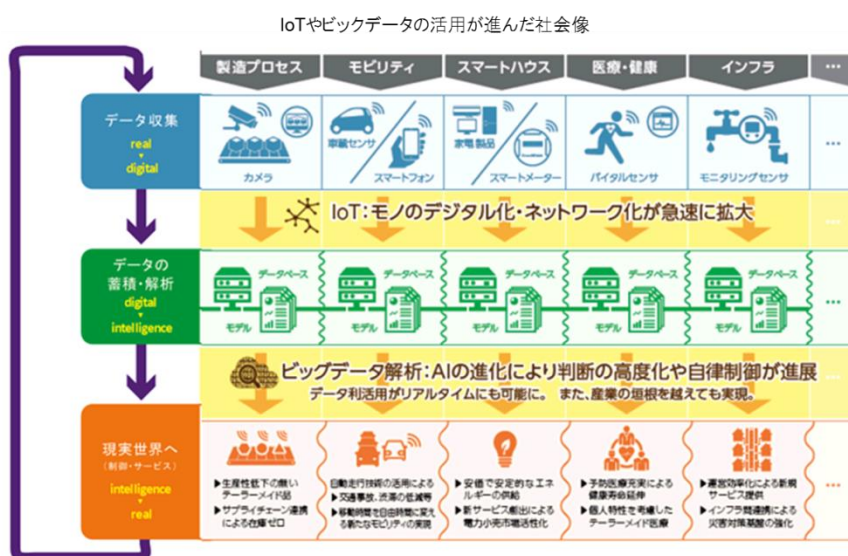 IoTやビックデータの活用が進んだ社会像
製造プロセス モビリティ スマートハウス 医療・健康 インフラ …
データ収集
real
digital
カメラ
車載センサ
スマートフォン
家電製品
スマートメーター
バイタルセンサ
モニタリングセンサ
…
IoT:モノのデジタル化・ネットワーク化が急速に拡大
…
データの
蓄積・解析
digital
intelligence
データベース
モデル
データベース
モデル
データベース
モデル
データベース
モデル
データベース
モデル
…
ビッグデータ解析:AIの進化により判断の高度化や自律制御が進展
データ利活用がリアルタイムにも可能に。また、産業の垣根を越えても実現。
…
現実世界へ
(制御・サービス)
intelligence
real
▶生産性低下の無い
テーラーメイド品
▶サプライチェーン連携
による在庫ゼロ
自動走行技術の活用による
▶交通事故、渋滞の低減等
▶移動時間を自由時間に変え
る新たなモビリティの実現
▶安価で安定的なエネ
ルギーの供給
▶新サービス創出による
電力小売市場活性化
▶予防医療充実による
健康寿命延伸
▶個人特性を考慮した
テーラーメイド医療
▶運営効率化による新規
サービス提供
▶インフラ間連携による
災害対策基盤の強化
…